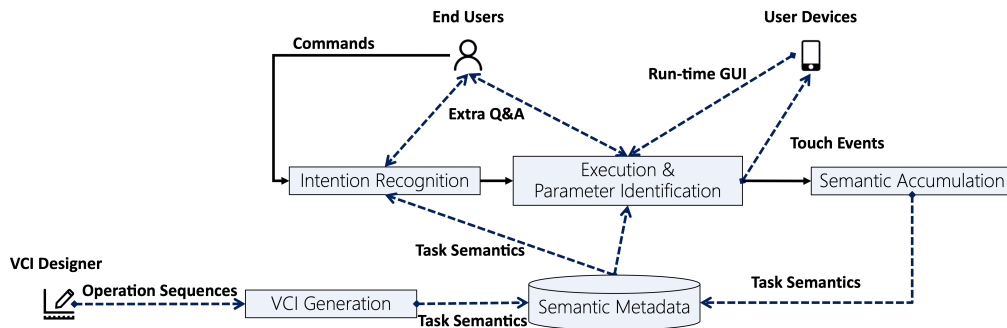 End Users
User Devices
Commands
Run-time GUI
Extra Q&A
Touch Events
Intention Recognition
Execution &
Parameter Identification
Semantic Accumulation
Task Semantics
VCI Designer
Operation Sequences
VCI Generation
Task Semantics
Semantic Metadata
Task Semantics